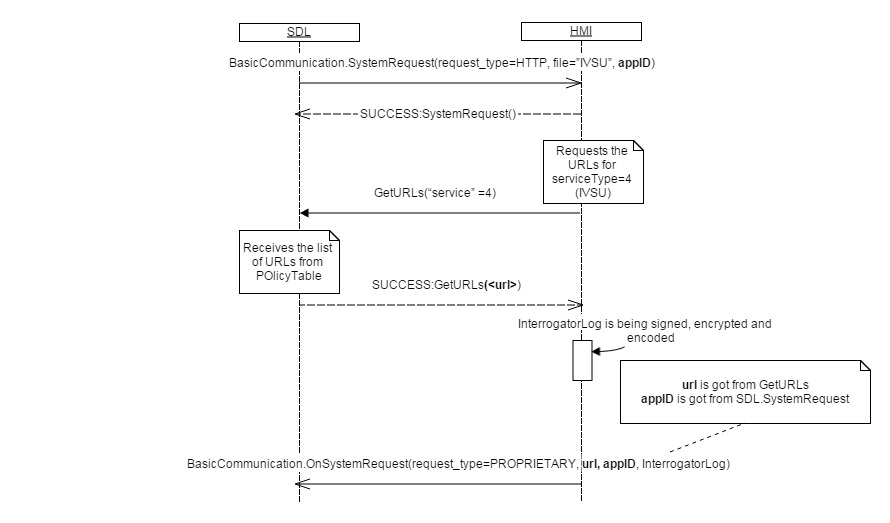 SDL
HMI
BasicCommunication.SystemRequest(request_type=HTTP, file="IVSU", appID)
SUCCESS:SystemRequest()
Requests the
URLs for
serviceType=4
(IVSU)
GetURLs("service" =4)
Receives the list
of URLs from
POlicyTable
SUCCESS:GetURLs(<url>)
InterrogatorLog is being signed, encrypted and
encoded
url is got from GetURLs
appID is got from SDL.SystemRequest
BasicCommunication.OnSystemRequest(request_type=PROPRIETARY, url, appID, InterrogatorLog)